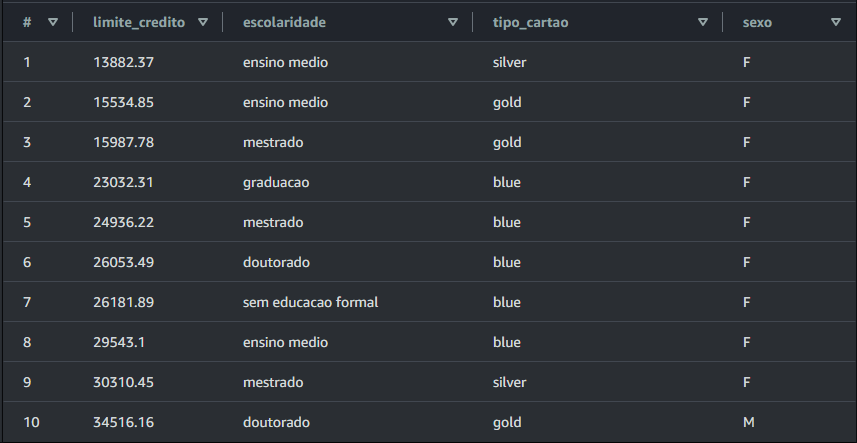 # limite_credito escolaridade tipo_cartao sexo
1 13882.37 ensino medio silver F
2 15534.85 ensino medio gold F
3 15987.78 mestrado gold F
4 23032.31 graduacao blue F
5 24936.22 mestrado blue F
6 26053.49 doutorado blue F
7 26181.89 sem educacao formal blue F
8 29543.1 ensino medio blue F
9 30310.45 mestrado silver F
10 34516.16 doutorado gold M